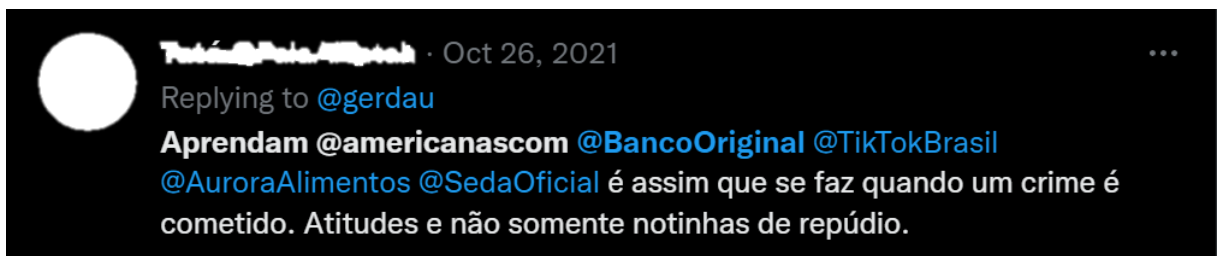 · Oct 26, 2021
Replying to @gerdau
Aprendam @americanascom @BancoOriginal @TikTokBrasil
@AuroraAlimentos @SedaOficial é assim que se faz quando um crime é
cometido. Atitudes e não somente notinhas de repúdio.